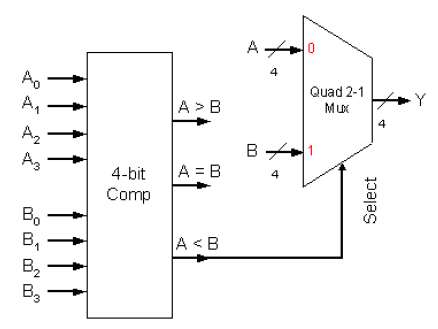 A0
A1
A2
A3
B0
B1
B2
B3
4-bit
Comp
A > B
A = B
A < B
A
4
0
B
4
1
Quad 2-1
Mux
4
Y
Select